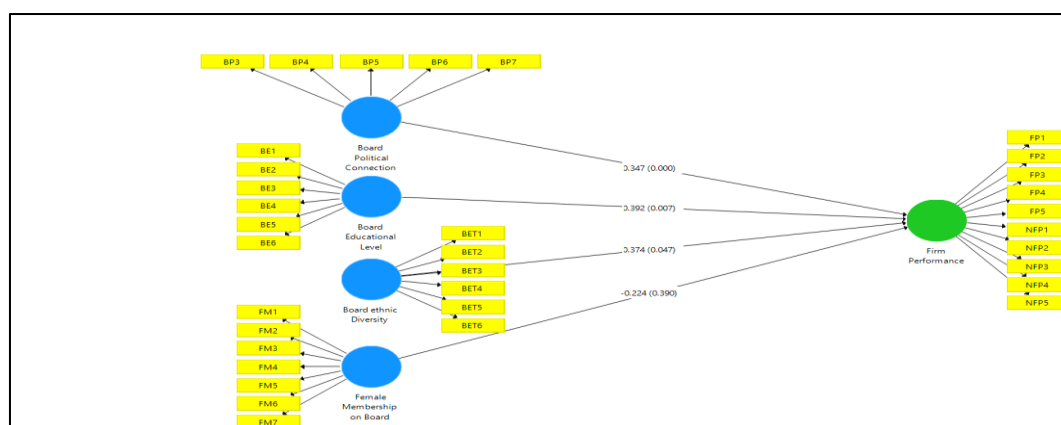 BP3 BP4 BP5 BP6 BP7
Board
Political
Connection
BE1
BE2
BE3
BE4
BE5
BE6
Board
Educational
Level
BET1
BET2
BET3
BET4
BET5
BET6
Board ethnic
Diversity
FM1
FM2
FM3
FM4
FM5
FM6
FM7
Female
Membership
on Board
0.347 (0.000)
0.392 (0.007)
0.374 (0.047)
-0.224 (0.390)
Firm
Performance
FP1
FP2
FP3
FP4
FP5
NFP1
NFP2
NFP3
NFP4
NFP5